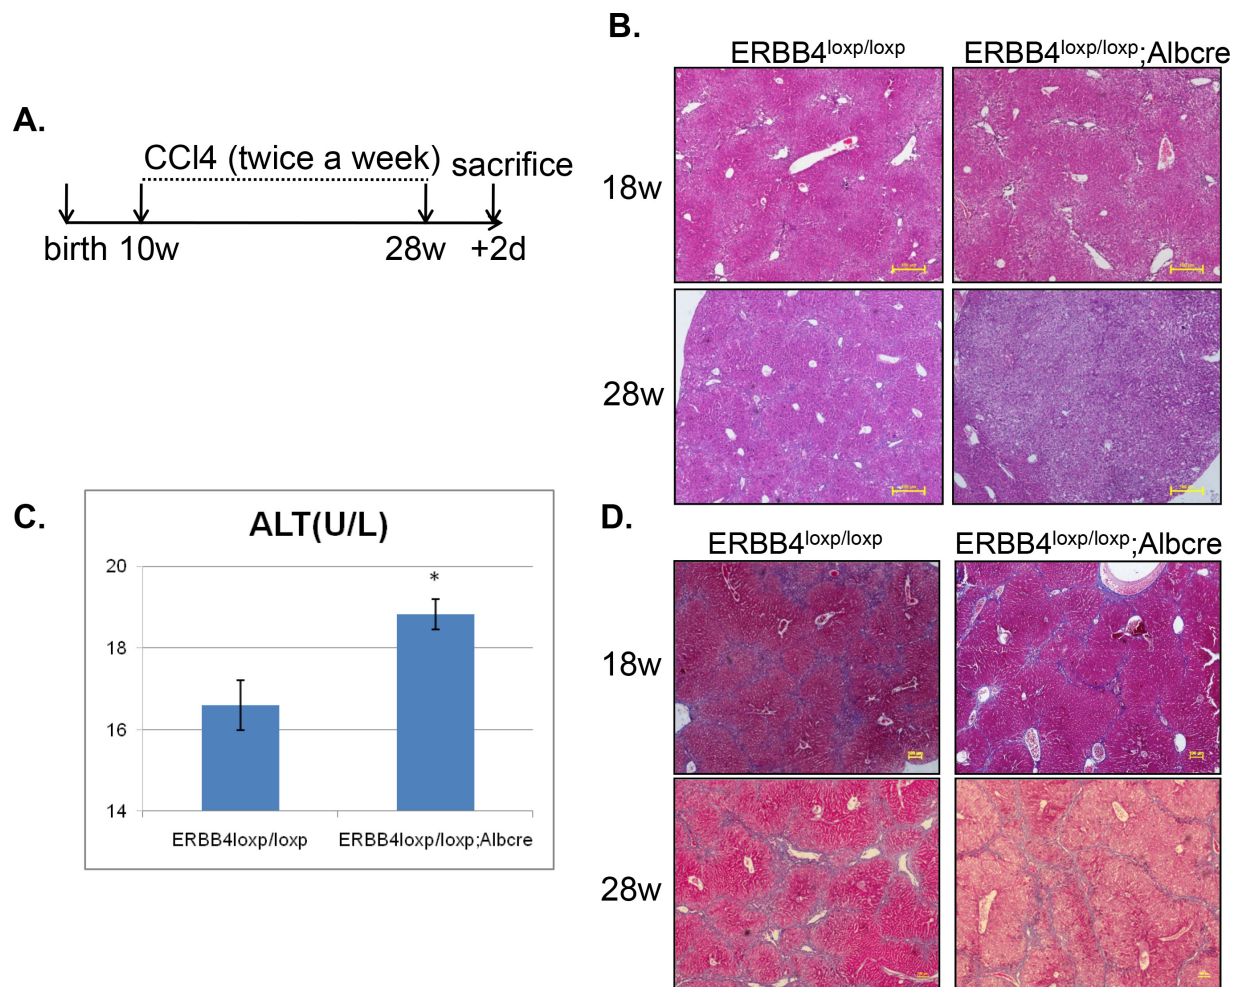 A.
CCl4 (twice a week) sacrifice
birth 10w 28w +2d
B.
ERBB4loxp/loxp ERBB4loxp/loxp;Albcre
18w
28w
C.
ALT(U/L)
20
*
18
16
14
ERBB4loxp/loxp ERBB4loxp/loxp;Albcre
D.
ERBB4loxp/loxp ERBB4loxp/loxp;Albcre
18w
28w